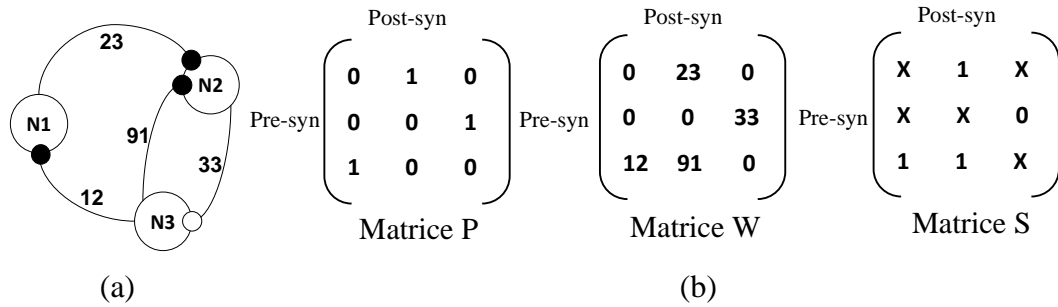 23
N1
N2
91
33
12
N3
(a)
Post-syn
Pre-syn
0 1 0
0 0 1
1 0 0
Matrice P
Post-syn
Pre-syn
0 23 0
0 0 33
12 91 0
Matrice W
Post-syn
Pre-syn
X 1 X
X X 0
1 1 X
Matrice S
(b)